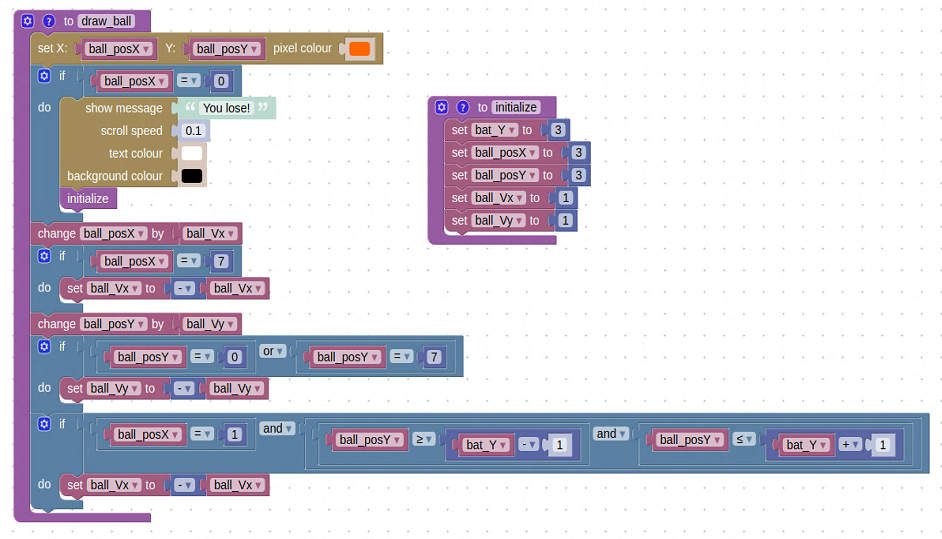 to draw_ball
set X: ball_posX Y: ball_posY pixel colour
if ball_posX = 0
do show message “ You lose! ”
scroll speed 0.1
text colour
background colour
initialize
change ball_posX by ball_Vx
if ball_posX = 7
do set ball_Vx to - ball_Vx
change ball_posY by ball_Vy
if ball_posY = 0 or ball_posY = 7
do set ball_Vy to - ball_Vy
if ball_posX = 1 and ball_posY ≥ bat_Y - 1 and ball_posY ≤ bat_Y + 1
do set ball_Vx to - ball_Vx
to initialize
set bat_Y to 3
set ball_posX to 3
set ball_posY to 3
set ball_Vx to 1
set ball_Vy to 1